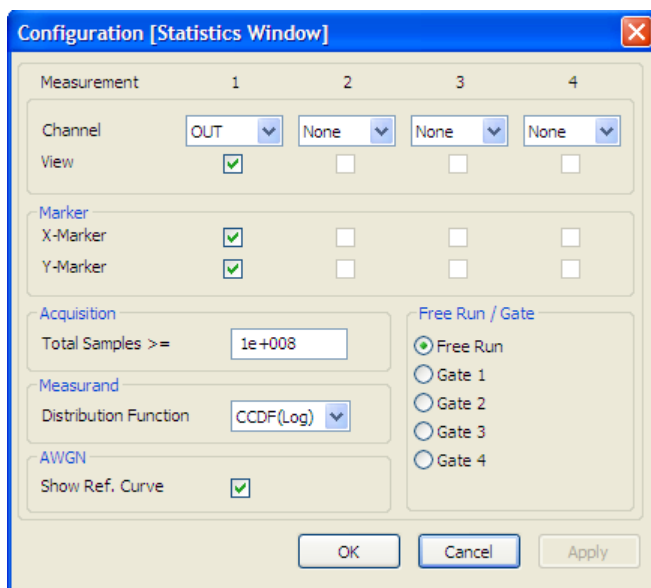 Configuration [Statistics Window]
Measurement 1 2 3 4
Channel OUT None None None
View
Marker
X-Marker
Y-Marker
Acquisition
Total Samples >= 1e+008
Measurand
Distribution Function CCDF(Log)
AWGN
Show Ref. Curve
Free Run / Gate
Free Run
Gate 1
Gate 2
Gate 3
Gate 4
OK Cancel Apply